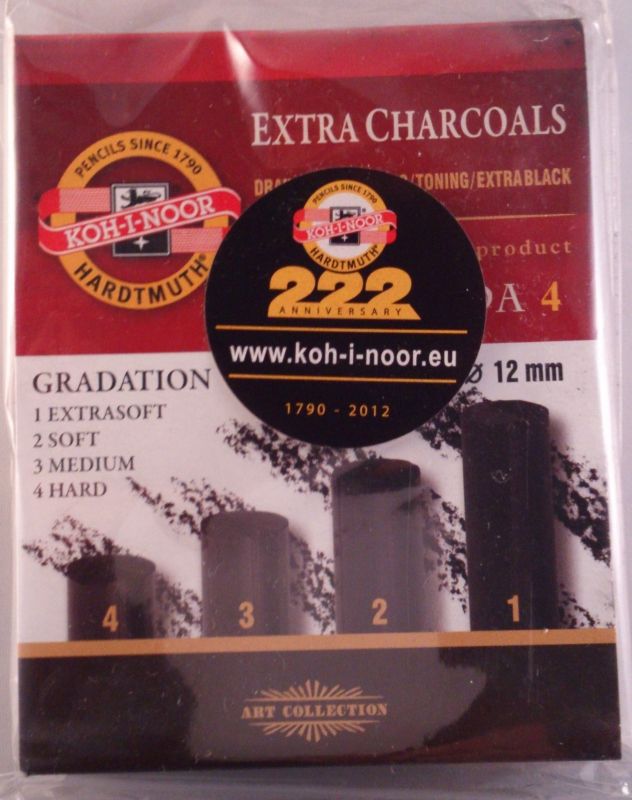 EXTRA CHARCOALS
/TONING/EXTRABLACK
product
4
PENCILS SINCE 1790
KOH-I-NOOR
HARDTMUTH
PENCILS SINCE 1790
KOH-I-NOOR
HARDTMUTH
222
ANNIVERSARY
www.koh-i-noor.eu
1790 - 2012
ø 12 mm
GRADATION
1 EXTRASOFT
2 SOFT
3 MEDIUM
4 HARD
4 3 2 1
ART COLLECTION